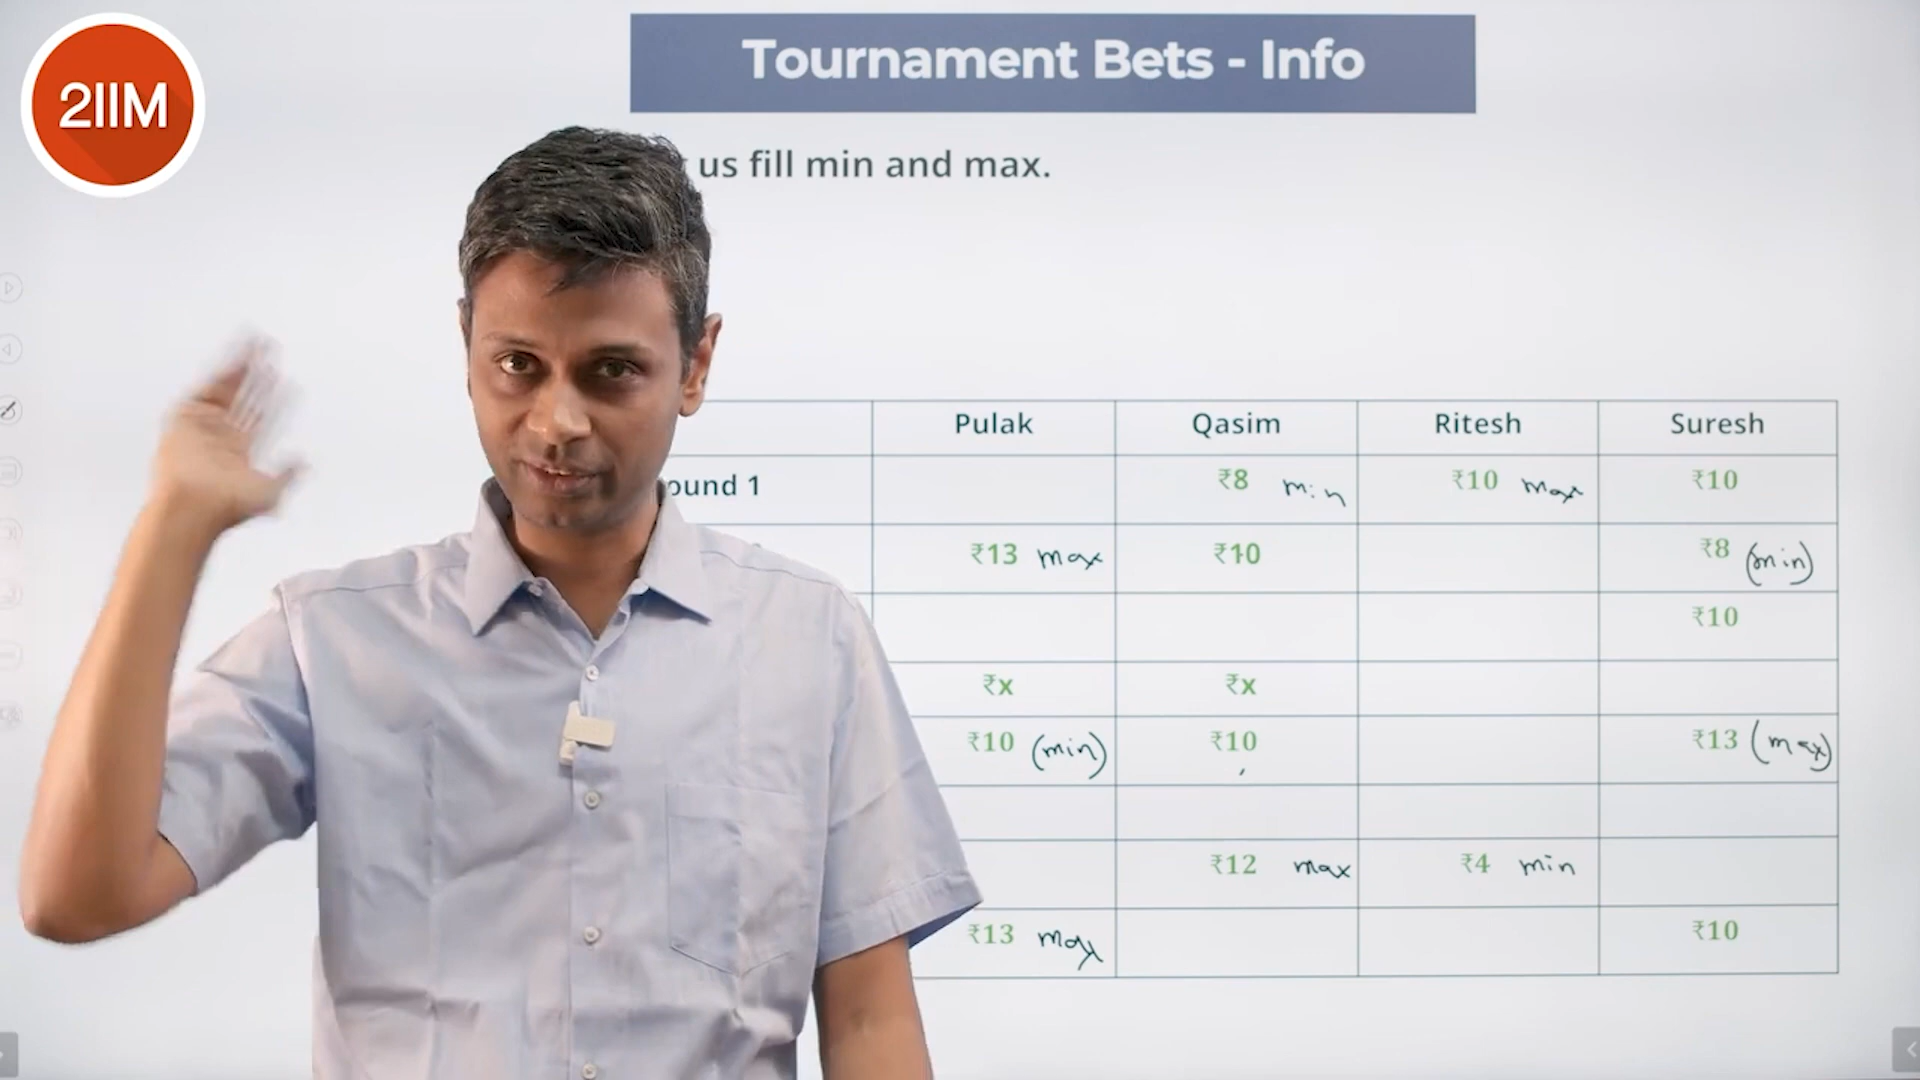 2IIM
Tournament Bets - Info
us fill min and max.
Pulak Qasim Ritesh Suresh
ound 1 ₹8 min ₹10 max ₹10
₹13 max ₹10 ₹8 (min)
₹10
₹x ₹x
₹10 (min) ₹10 ₹13 (max)
₹12 max ₹4 min
₹13 max ₹10